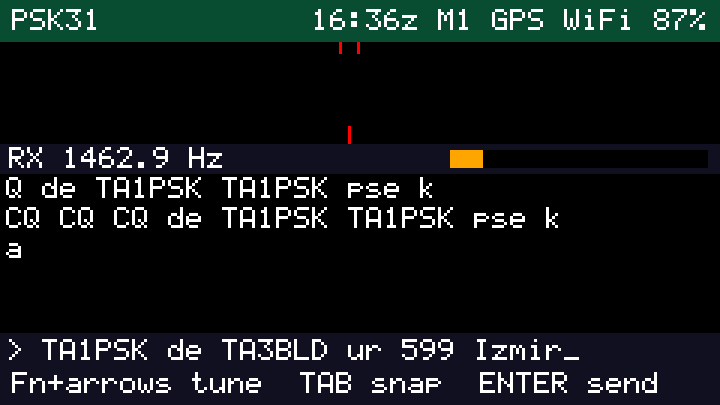 PSK31 16:36z M1 GPS WiFi 87%
RX 1462.9 Hz
Q de TA1PSK TA1PSK pse k
CQ CQ CQ de TA1PSK TA1PSK pse k
a
> TA1PSK de TA3BLD ur 599 Izmir_
Fn+arrows tune TAB snap ENTER send